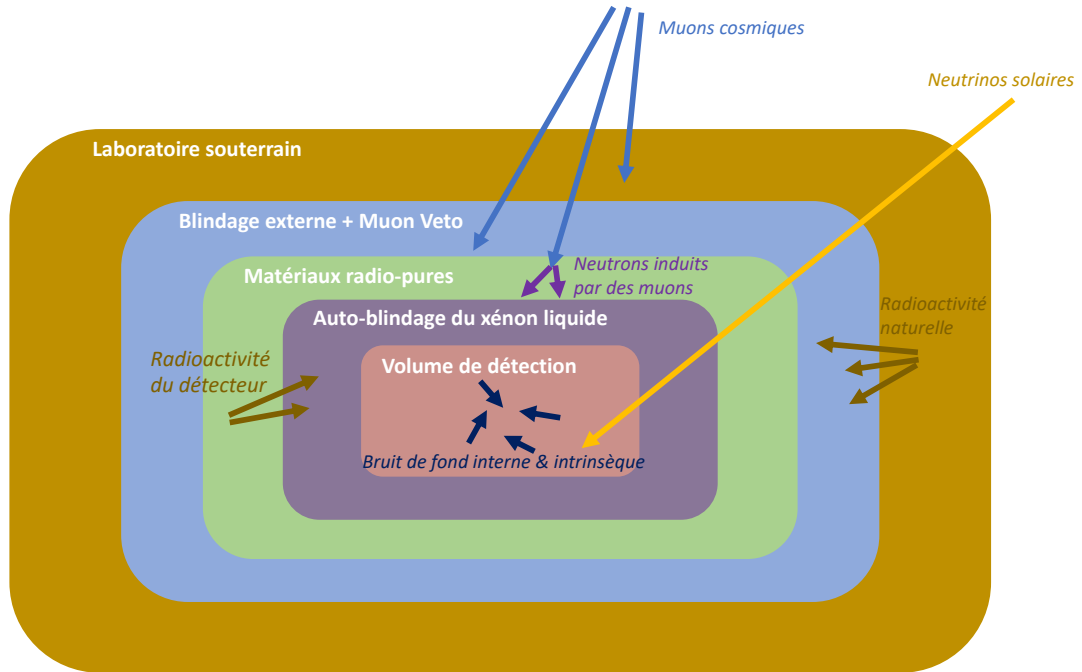 Muons cosmiques
Neutrinos solaires
Laboratoire souterrain
Blindage externe + Muon Veto
Matériaux radio-pures
Neutrons induits
par des muons
Auto-blindage du xénon liquide
Radioactivité
naturelle
Radioactivité
du détecteur
Volume de détection
Bruit de fond interne & intrinsèque